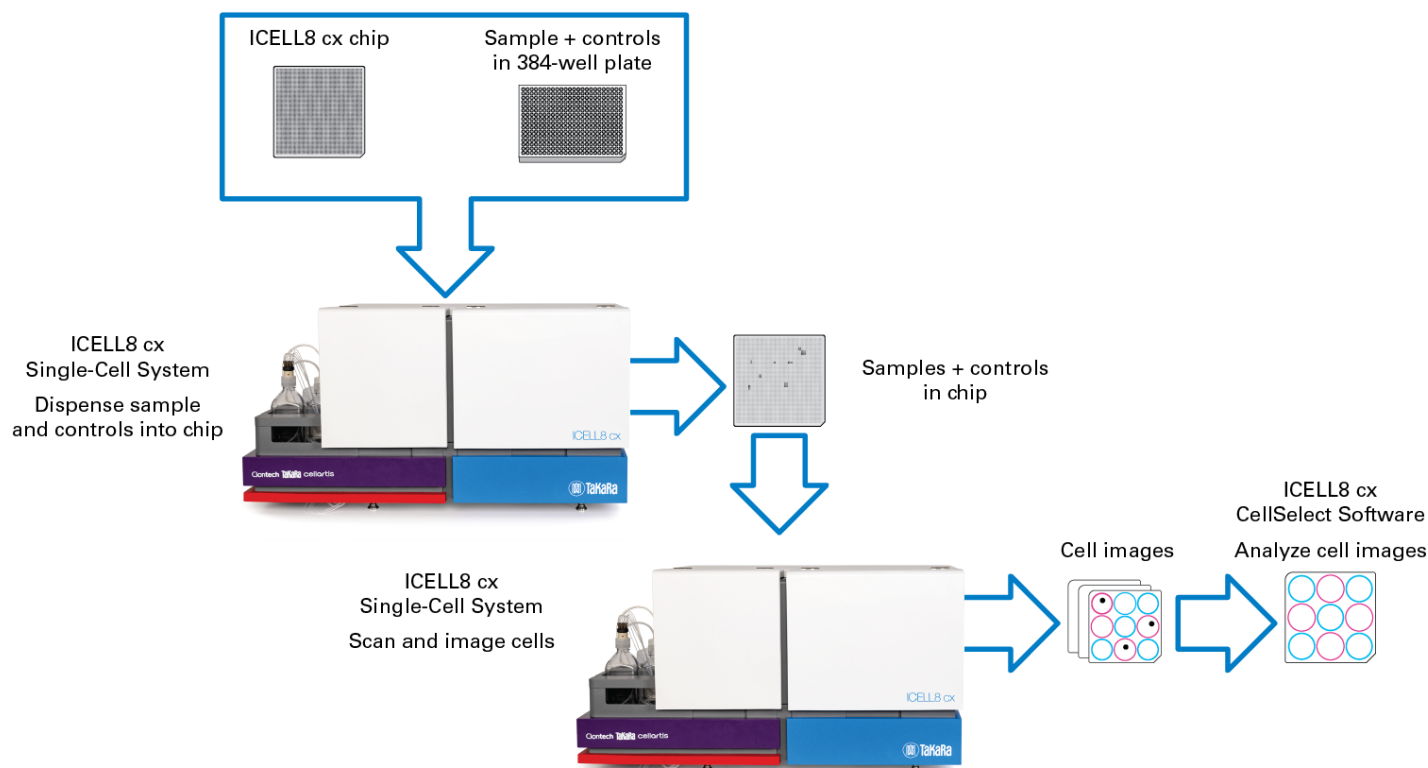 ICELL8 cx chip
Sample + controls
in 384-well plate
ICELL8 cx
Single-Cell System
Dispense sample
and controls into chip
ICELL8 cx
Clontech TaKaRa cellartis
TaKaRa
Samples + controls
in chip
ICELL8 cx
Single-Cell System
Scan and image cells
ICELL8 cx
Clontech TaKaRa cellartis
TaKaRa
Cell images
ICELL8 cx
CellSelect Software
Analyze cell images